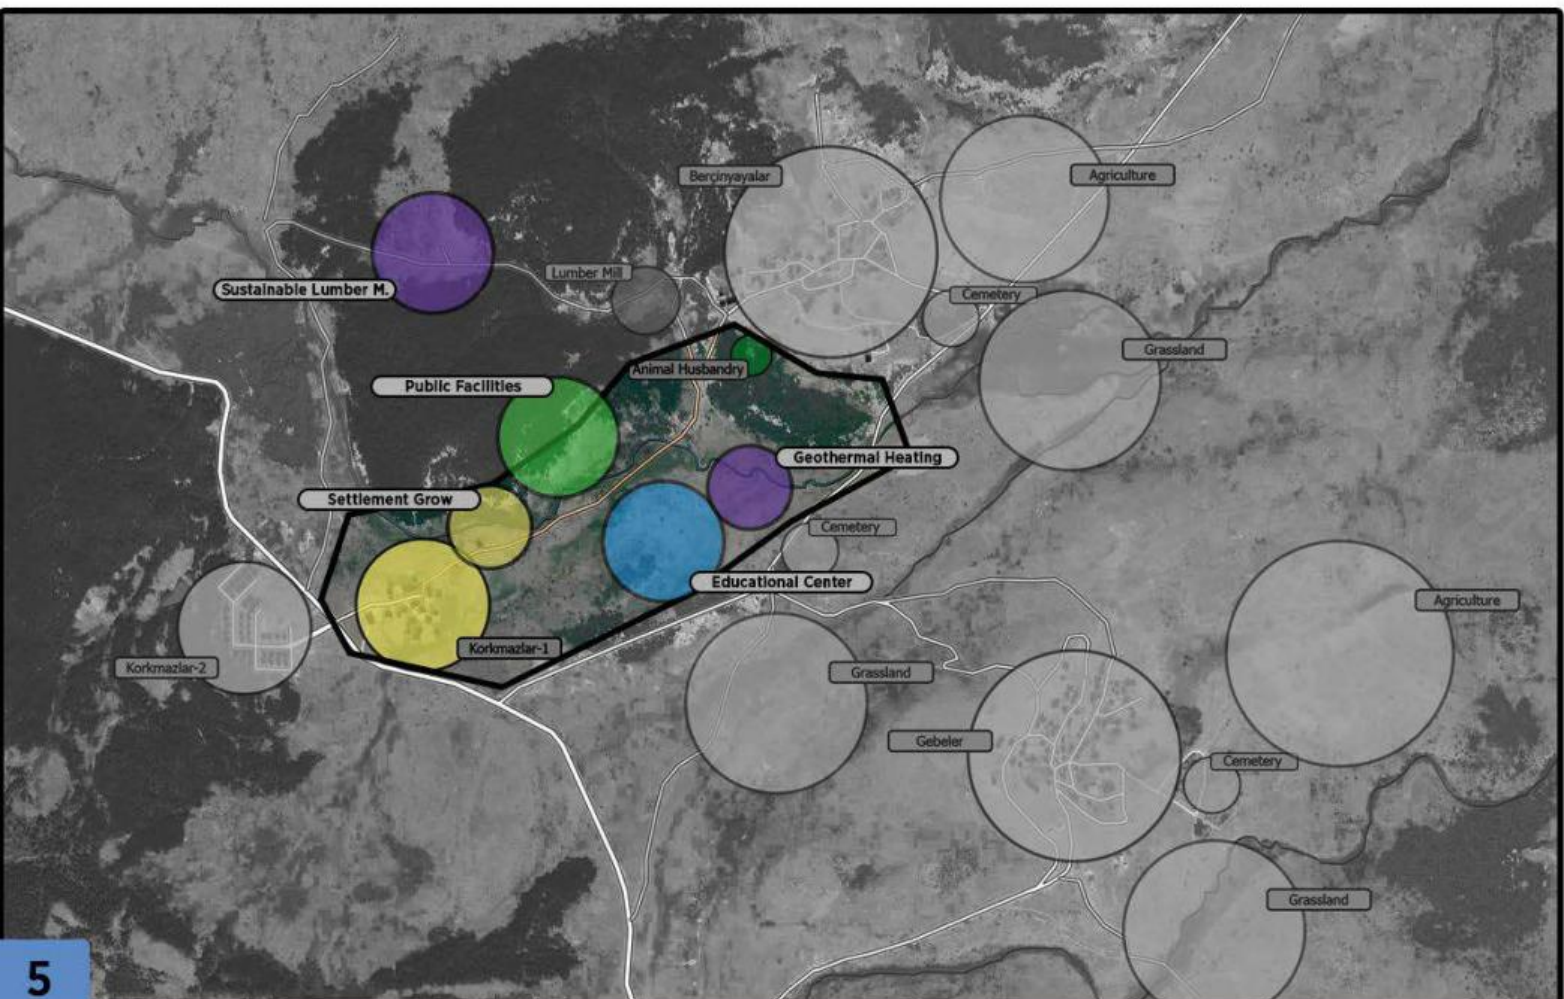 Berçinyayalar
Agriculture
Lumber Mill
Sustainable Lumber M.
Cemetery
Grassland
Animal Husbandry
Public Facilities
Geothermal Heating
Settlement Grow
Cemetery
Educational Center
Agriculture
Korkmazlar-1
Korkmazlar-2
Grassland
Gebeler
Cemetery
Grassland
5